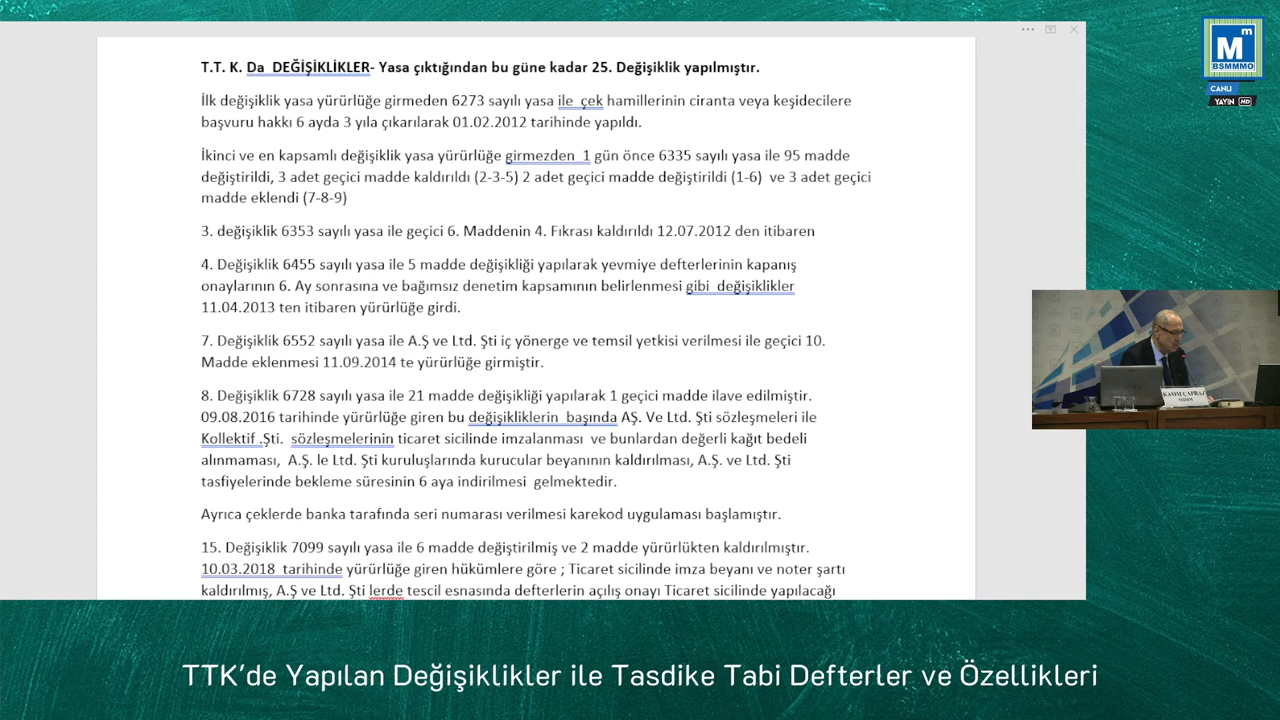 T.T. K. Da DEĞİŞİKLİKLER- Yasa çıktığından bu güne kadar 25. Değişiklik yapılmıştır.
İlk değişiklik yasa yürürlüğe girmeden 6273 sayılı yasa ile çek hamillerinin ciranta veya keşidecilere
başvuru hakkı 6 ayda 3 yıla çıkarılarak 01.02.2012 tarihinde yapıldı.
İkinci ve en kapsamlı değişiklik yasa yürürlüğe girmezden 1 gün önce 6335 sayılı yasa ile 95 madde
değiştirildi, 3 adet geçici madde kaldırıldı (2-3-5) 2 adet geçici madde değiştirildi (1-6) ve 3 adet geçici
madde eklendi (7-8-9)
3. değişiklik 6353 sayılı yasa ile geçici 6. Maddenin 4. Fıkrası kaldırıldı 12.07.2012 den itibaren
4. Değişiklik 6455 sayılı yasa ile 5 madde değişikliği yapılarak yevmiye defterlerinin kapanış
onaylarının 6. Ay sonrasına ve bağımsız denetim kapsamının belirlenmesi gibi değişiklikler
11.04.2013 ten itibaren yürürlüğe girdi.
7. Değişiklik 6552 sayılı yasa ile A.Ş ve Ltd. Şti iç yönerge ve temsil yetkisi verilmesi ile geçici 10.
Madde eklenmesi 11.09.2014 te yürürlüğe girmiştir.
8. Değişiklik 6728 sayılı yasa ile 21 madde değişikliği yapılarak 1 geçici madde ilave edilmiştir.
09.08.2016 tarihinde yürürlüğe giren bu değşikliklerin başında AŞ. Ve Ltd. Şti sözleşmeleri ile
Kollektif .Şti. sözleşmelerinin ticaret sicilinde imzalanması ve bunlardan değerli kağıt bedeli
alınmaması, A.Ş. le Ltd. Şti kuruluşlarında kurucular beyanının kaldırılması, A.Ş. ve Ltd. Şti
tasfiyelerinde bekleme süresinin 6 aya indirilmesi gelmektedir.
Ayrıca çeklerde banka tarafında seri numarası verilmesi karekod uygulaması başlamıştır.
15. Değişiklik 7099 sayılı yasa ile 6 madde değiştirilmiş ve 2 madde yürürlükten kaldırılmıştır.
10.03.2018 tarihinde yürürlüğe giren hükümlere göre ; Ticaret sicilinde imza beyanı ve noter şartı
kaldırılmış, A.Ş ve Ltd. Şti lerde tescil esnasında defterlerin açılış onayı Ticaret sicilinde yapılacağı
Mm
BSMMMO
CANLI
YAYIN HD
KASIM ÇAPRAZ
TTK'de Yapılan Değişiklikler ile Tasdike Tabi Defterler ve Özellikleri